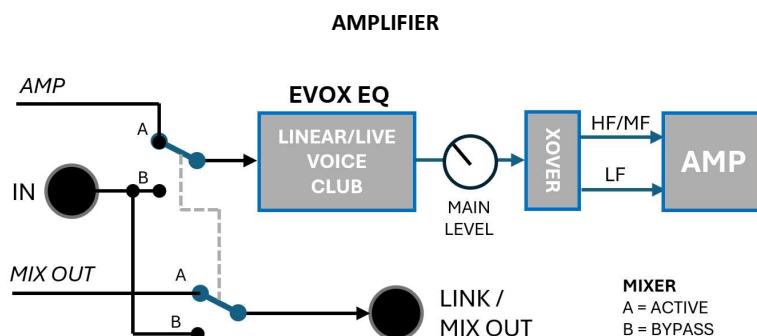 AMPLIFIER
AMP
EVOX EQ
A
LINEAR/LIVE
VOICE
CLUB
XOVER
HF/MF
LF
AMP
B
IN
MAIN
LEVEL
MIX OUT
A
B
LINK /
MIX OUT
MIXER
A = ACTIVE
B = BYPASS